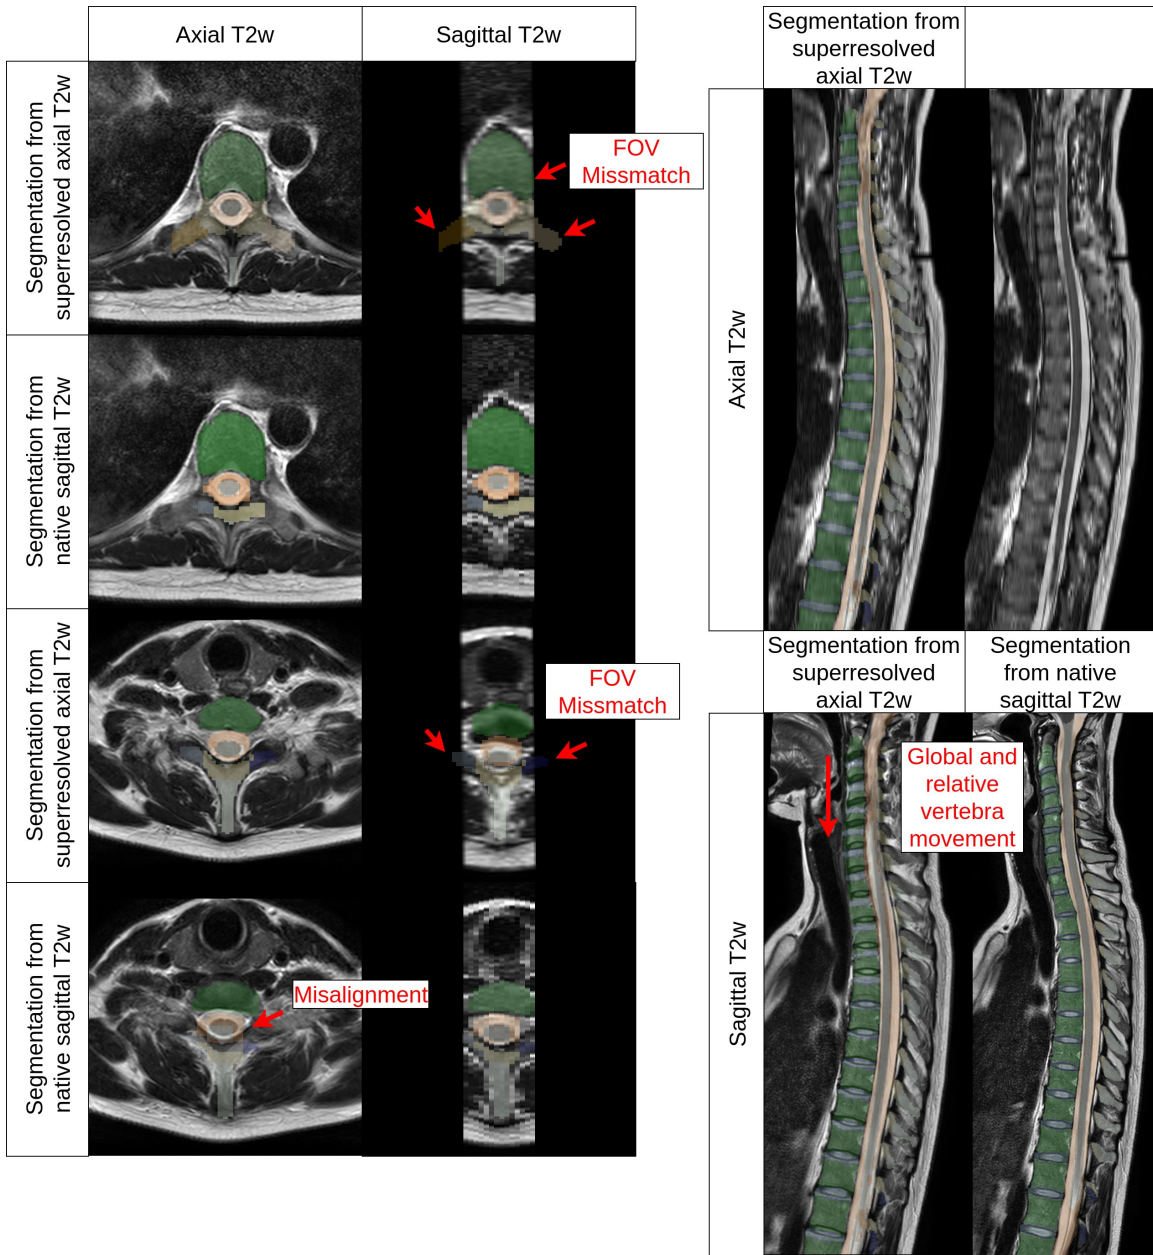 Axial T2w
Sagittal T2w
Segmentation from
superresolved axial T2w
FOV
Missmatch
Segmentation from
native sagittal T2w
Segmentation from
superresolved axial T2w
FOV
Missmatch
Segmentation from
native sagittal T2w
Misalignment
Segmentation from
superresolved
axial T2w
Axial T2w
Segmentation from
superresolved
axial T2w
Segmentation
from native
sagittal T2w
Sagittal T2w
Global and
relative
vertebra
movement